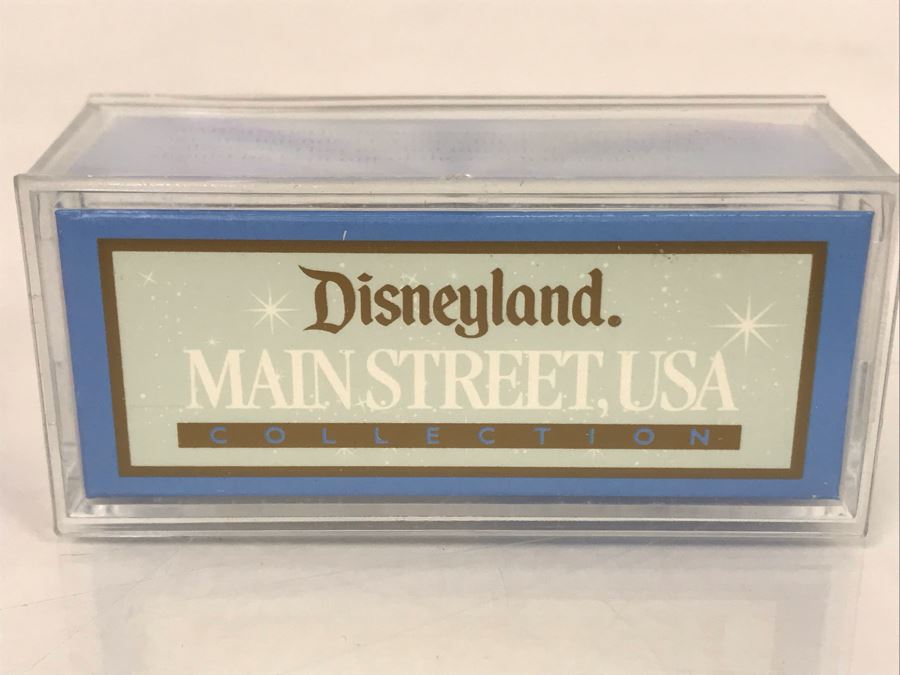 Disneyland.
MAIN STREET, USA
COLLECTION